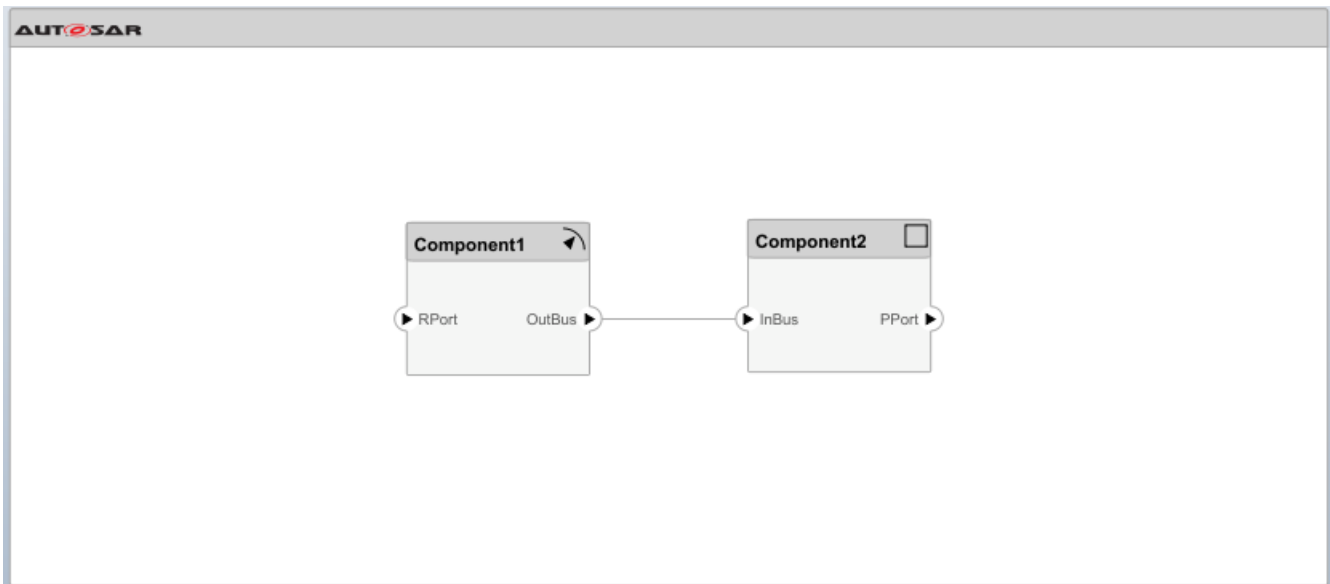 AUTOSAR
Component1
Component2
RPort
OutBus
InBus
PPort